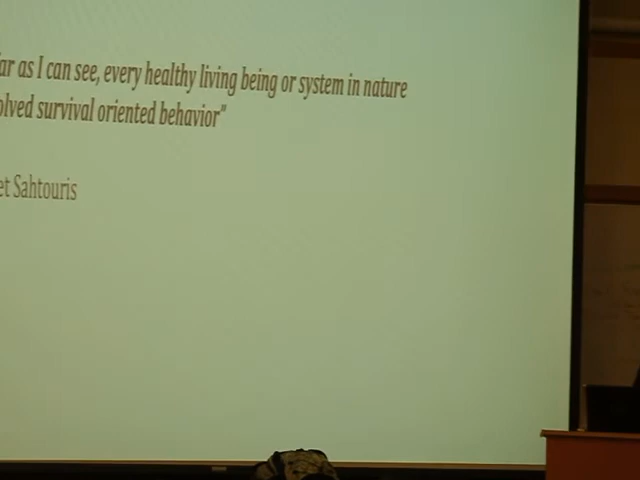 ar as I can see, every healthy living being or system in nature
olved survival oriented behavior"
et Sahtouris